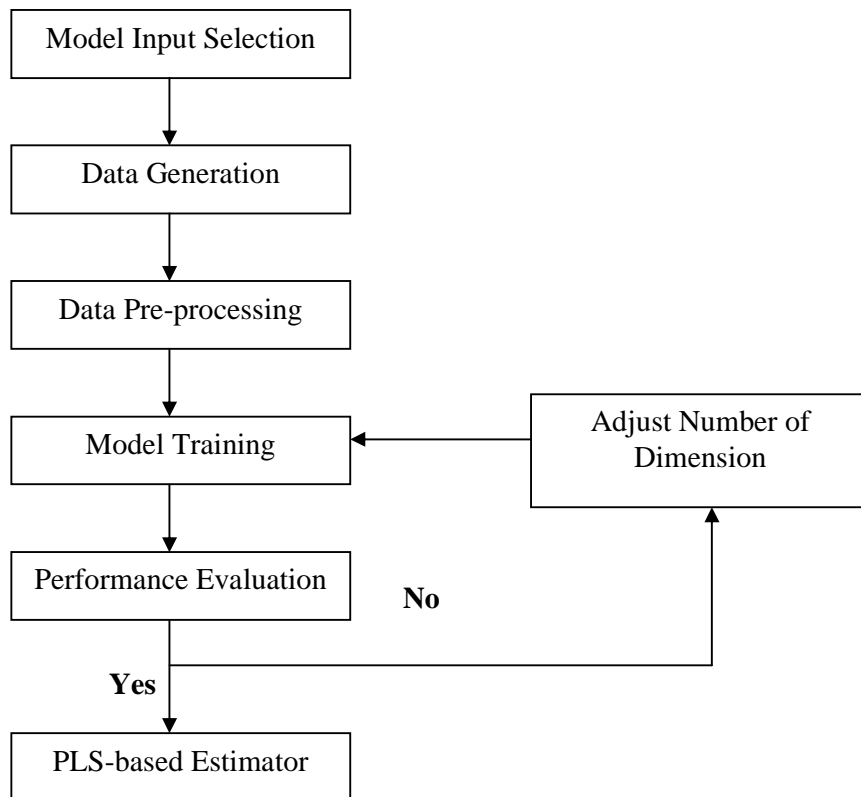 Model Input Selection
Data Generation
Data Pre-processing
Model Training
Adjust Number of
Dimension
Performance Evaluation
No
Yes
PLS-based Estimator